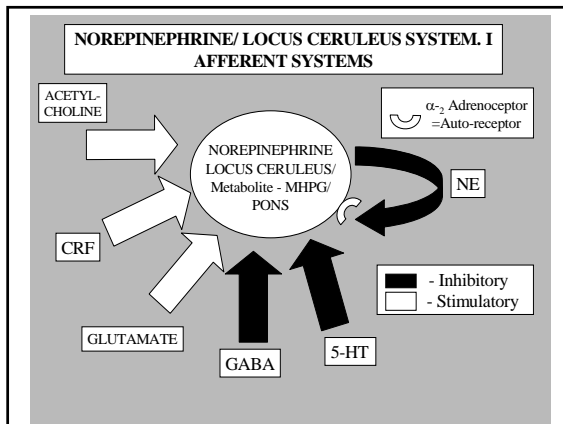 NOREPINEPHRINE/ LOCUS CERULEUS SYSTEM. I
AFFERENT SYSTEMS
ACETYL-
CHOLINE
α-₂ Adrenoceptor
=Auto-receptor
NOREPINEPHRINE
LOCUS CERULEUS/
Metabolite - MHPG/
PONS
NE
CRF
- Inhibitory
- Stimulatory
GLUTAMATE
GABA
5-HT